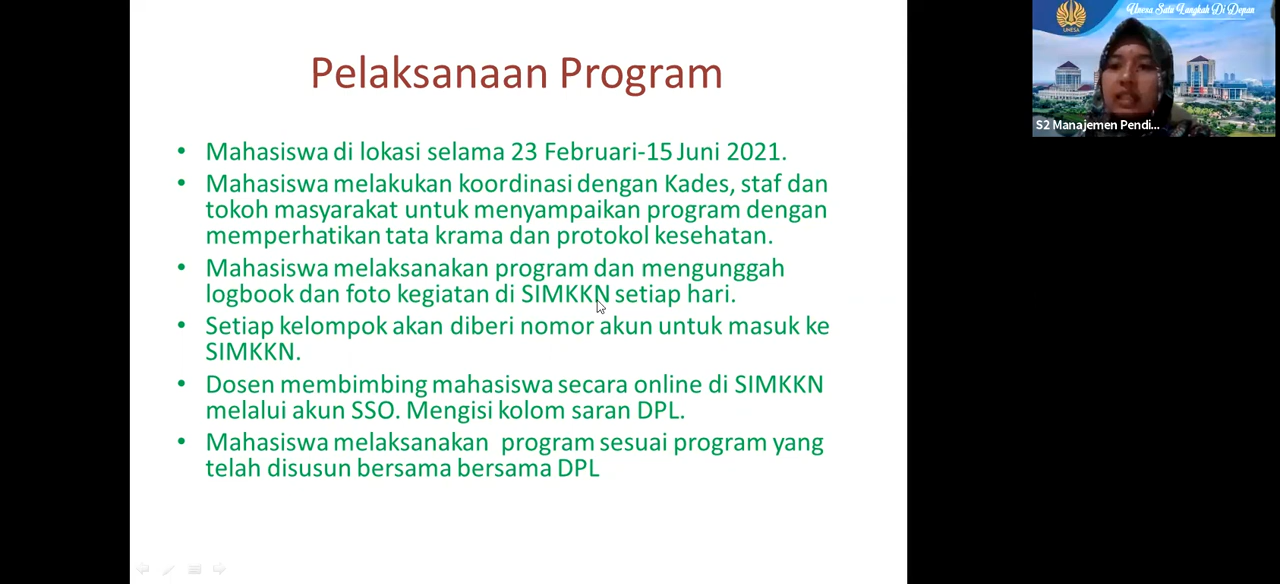 Pelaksanaan Program
• Mahasiswa di lokasi selama 23 Februari-15 Juni 2021.
• Mahasiswa melakukan koordinasi dengan Kades, staf dan
tokoh masyarakat untuk menyampaikan program dengan
memperhatikan tata krama dan protokol kesehatan.
• Mahasiswa melaksanakan program dan mengunggah
logbook dan foto kegiatan di SIMKKN setiap hari.
• Setiap kelompok akan diberi nomor akun untuk masuk ke
SIMKKN.
• Dosen membimbing mahasiswa secara online di SIMKKN
melalui akun SSO. Mengisi kolom saran DPL.
• Mahasiswa melaksanakan program sesuai program yang
telah disusun bersama bersama DPL
Unesa Satu Langkah Di Depan
UNESA
S2 Manajemen Pendi...